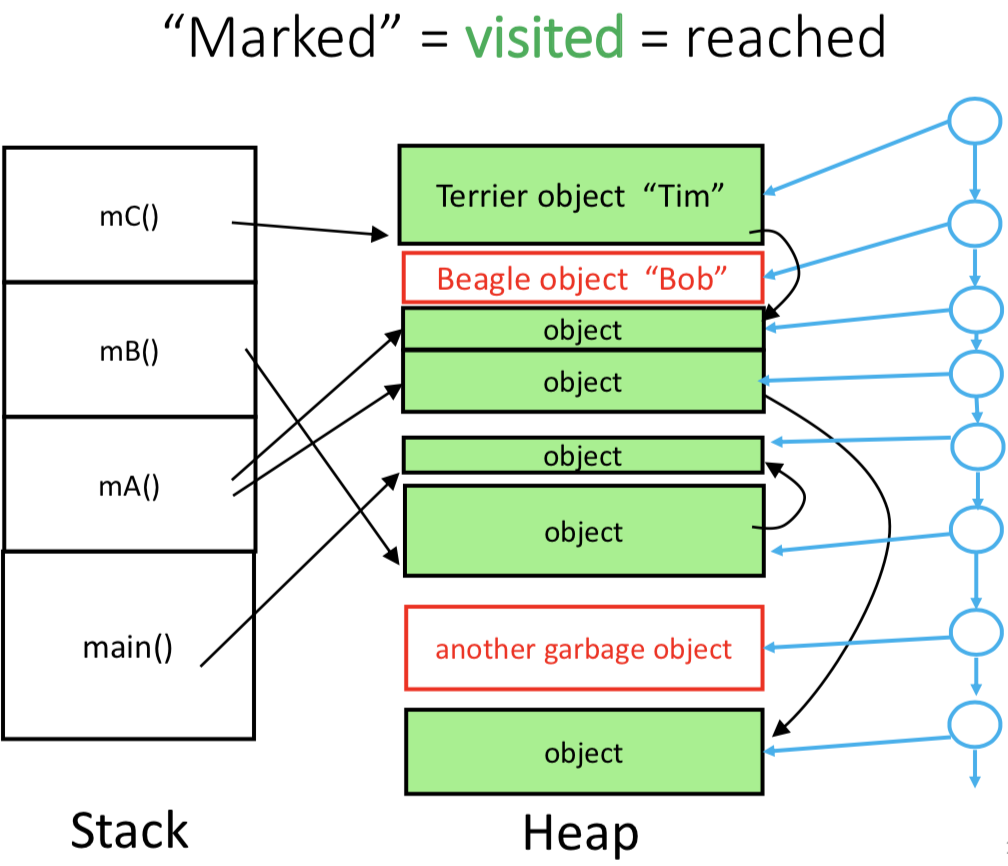 “Marked” = visited = reached
mC()
mB()
mA()
main()
Stack
Terrier object “Tim”
Beagle object “Bob”
object
object
object
object
another garbage object
object
Heap